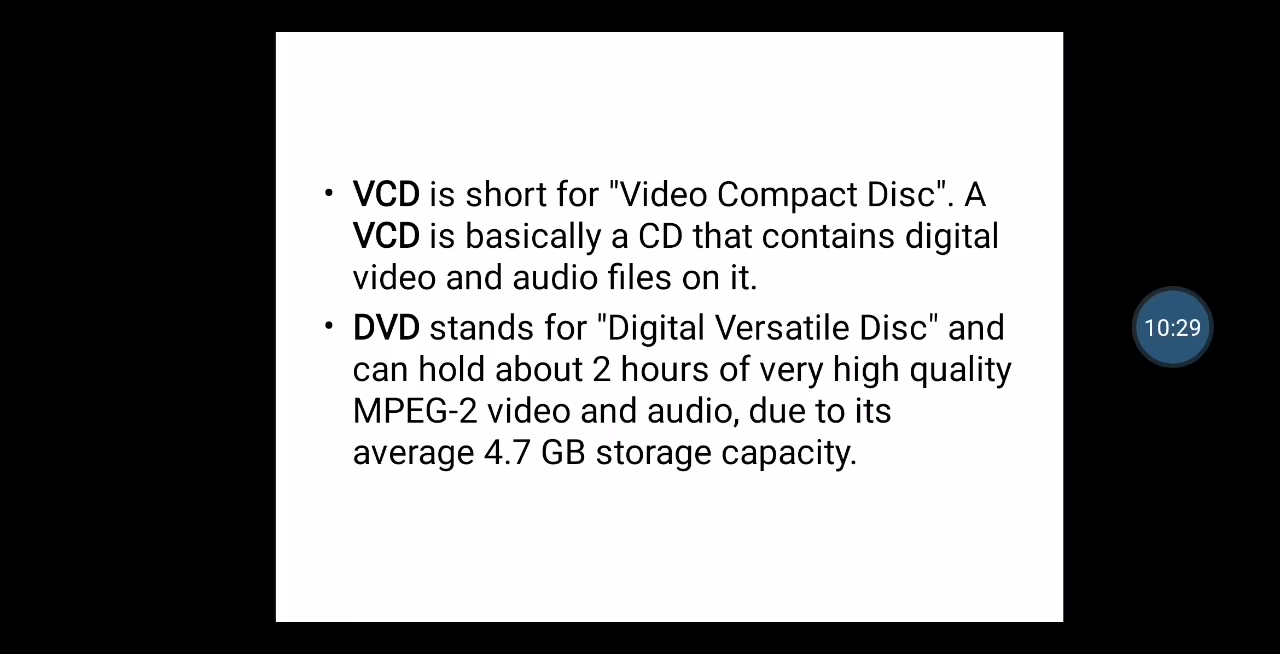 • VCD is short for "Video Compact Disc". A
VCD is basically a CD that contains digital
video and audio files on it.
• DVD stands for "Digital Versatile Disc" and
can hold about 2 hours of very high quality
MPEG-2 video and audio, due to its
average 4.7 GB storage capacity.
10:29